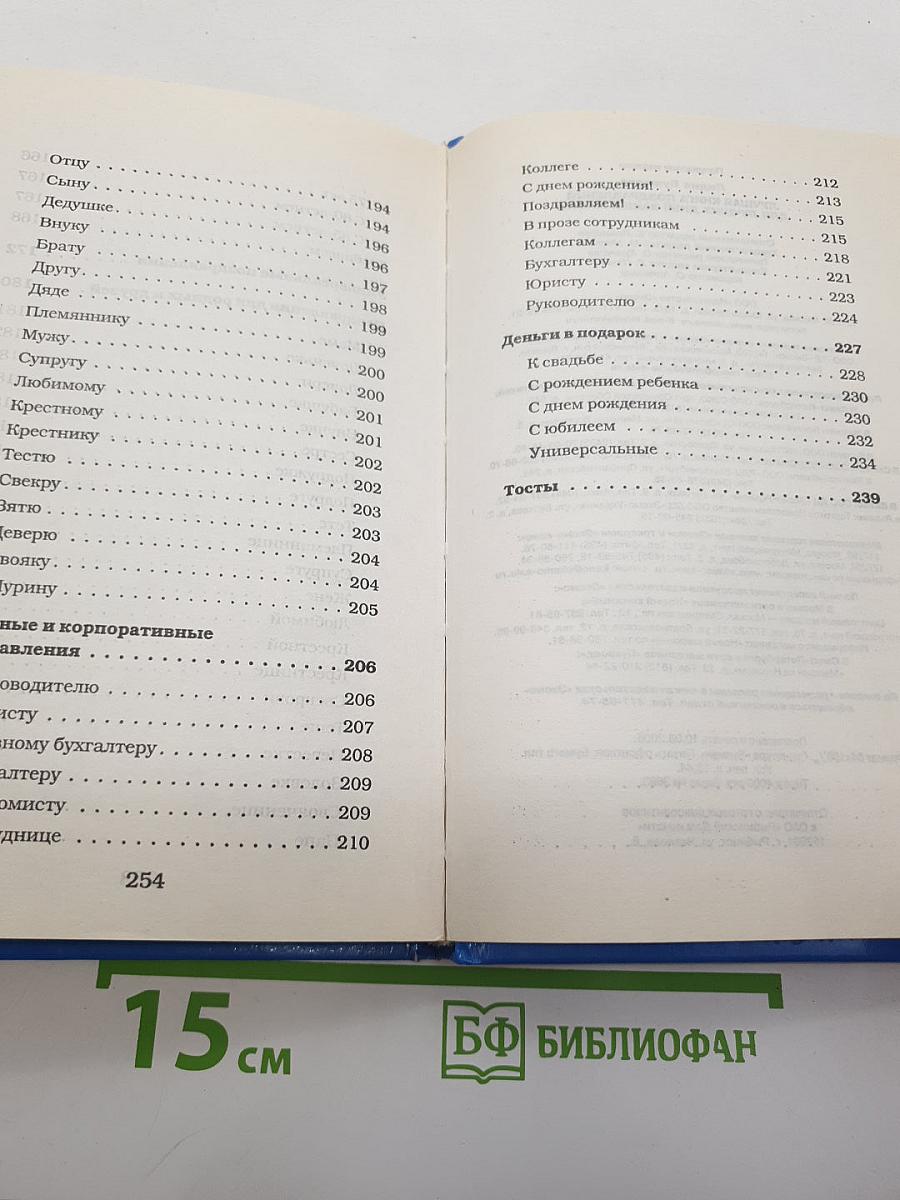 Отцу . . . . . . . . . . 194
Сыну . . . . . . . . . . 194
Дедушке . . . . . . . . . . 196
Внуку . . . . . . . . . . 196
Брату . . . . . . . . . . 197
Другу . . . . . . . . . . 198
Дяде . . . . . . . . . . 199
Племяннику . . . . . . . . . . 199
Мужу . . . . . . . . . . 200
Супругу . . . . . . . . . . 200
Любимому . . . . . . . . . . 201
Крестному . . . . . . . . . . 201
Крестнику . . . . . . . . . . 202
Тестю . . . . . . . . . . 202
Свекру . . . . . . . . . . 203
Зятю . . . . . . . . . . 203
Деверю . . . . . . . . . . 204
вояку . . . . . . . . . . 204
Шурину . . . . . . . . . . 205
ные и корпоративные
авления . . . . . . . . . . 206
оводителю . . . . . . . . . . 206
исту . . . . . . . . . . 207
вному бухгалтеру . . . . . . . . . . 208
алтеру . . . . . . . . . . 209
омисту . . . . . . . . . . 209
уднице . . . . . . . . . . 210
254
Коллеге . . . . . . . . . . 212
С днем рождения! . . . . . . . . . . 213
Поздравляем! . . . . . . . . . . 215
В прозе сотрудникам . . . . . . . . . . 215
Коллегам . . . . . . . . . . 218
Бухгалтеру . . . . . . . . . . 221
Юристу . . . . . . . . . . 223
Руководителю . . . . . . . . . . 224
Деньги в подарок . . . . . . . . . . 227
К свадьбе . . . . . . . . . . 228
С рождением ребенка . . . . . . . . . . 230
С днем рождения . . . . . . . . . . 230
С юбилеем . . . . . . . . . . 232
Универсальные . . . . . . . . . . 234
Тосты . . . . . . . . . . 239
15 см
БФ БИБЛИОФАН